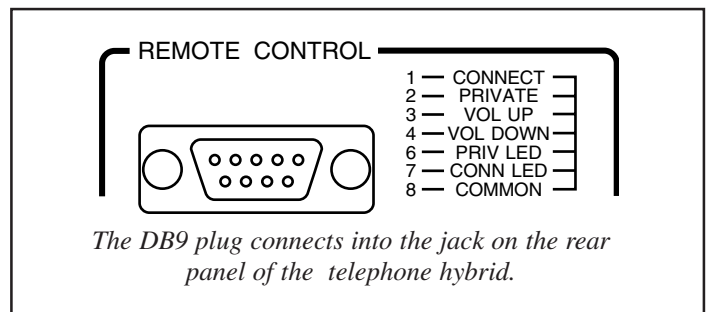 REMOTE CONTROL
1 — CONNECT
2 — PRIVATE
3 — VOL UP
4 — VOL DOWN
6 — PRIV LED
7 — CONN LED
8 — COMMON
The DB9 plug connects into the jack on the rear
panel of the telephone hybrid.